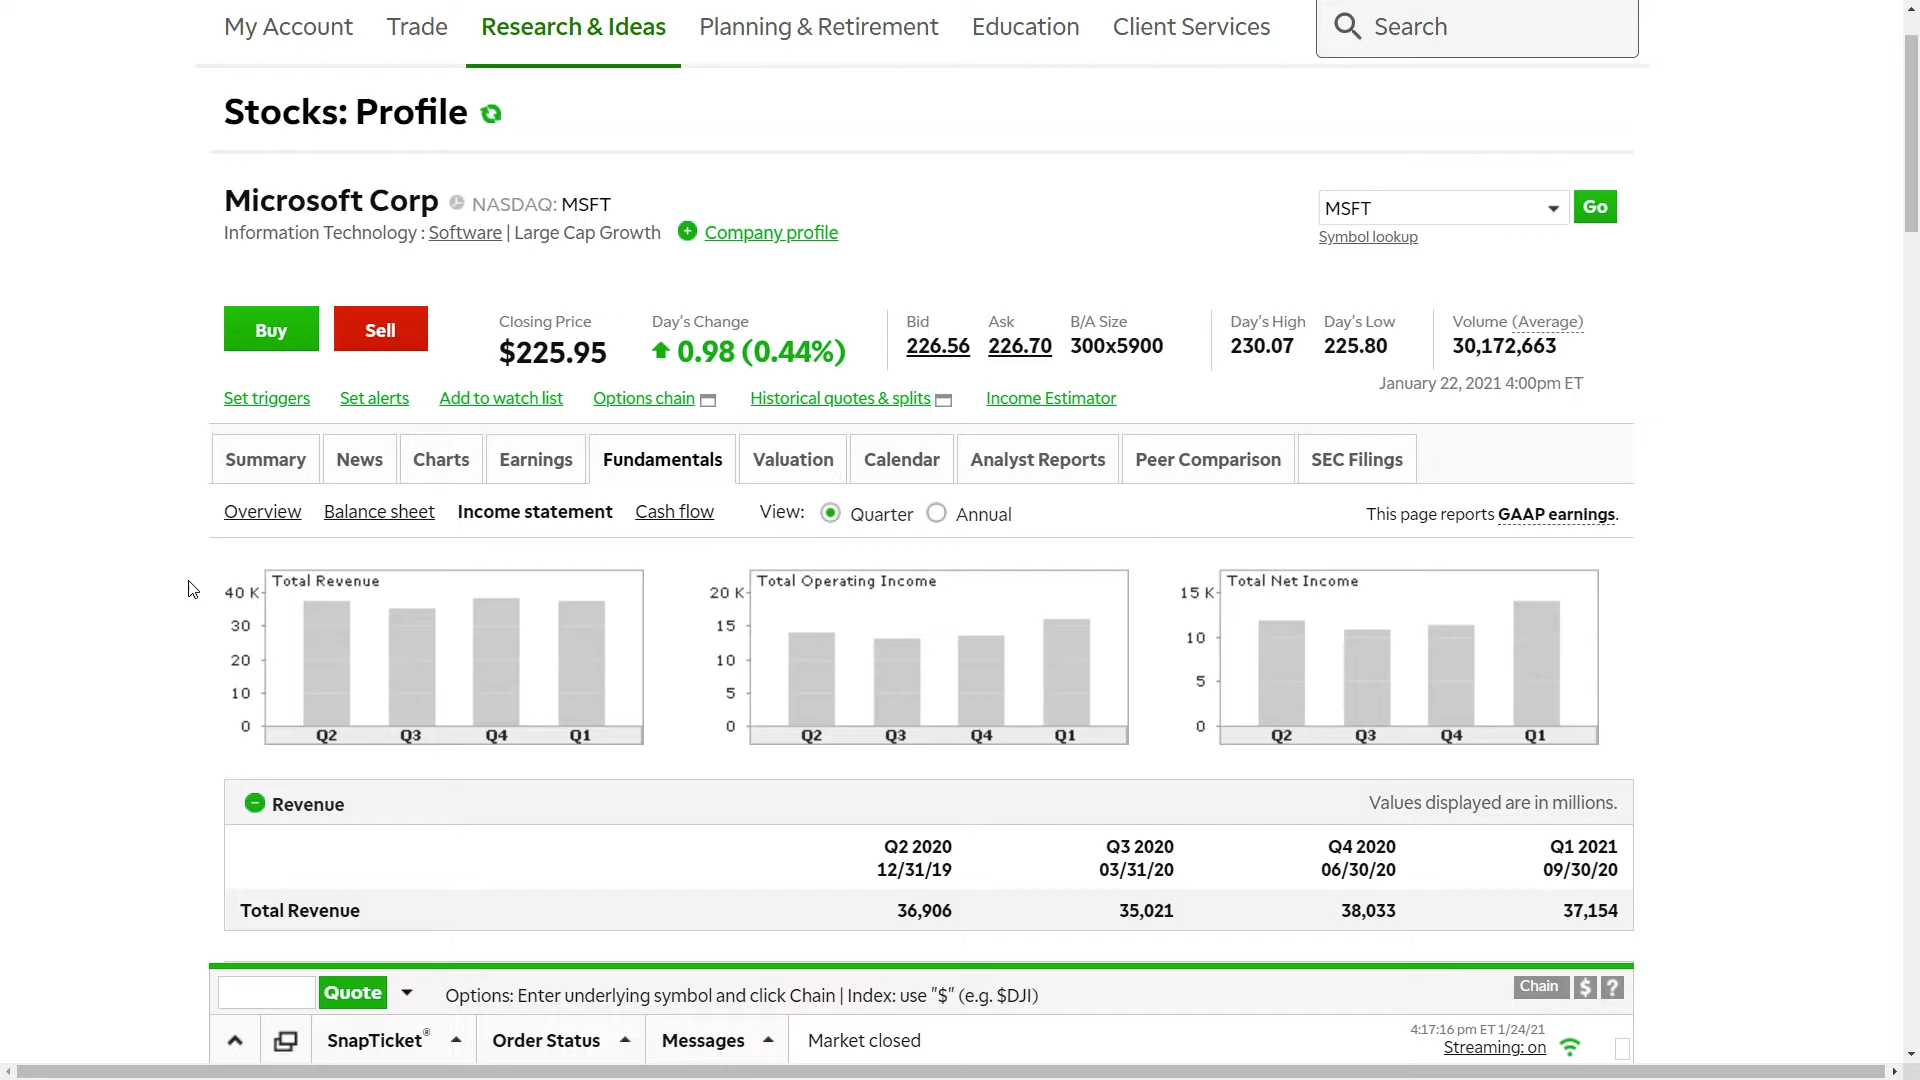 My Account Trade Research & Ideas Planning & Retirement Education Client Services Search
Stocks: Profile
Microsoft Corp NASDAQ: MSFT
Information Technology : Software | Large Cap Growth + Company profile
MSFT Go
Symbol lookup
Buy Sell
Closing Price Day's Change Bid Ask B/A Size Day's High Day's Low Volume (Average)
$225.95 0.98 (0.44%) 226.56 226.70 300x5900 230.07 225.80 30,172,663
January 22, 2021 4:00pm ET
Set triggers Set alerts Add to watch list Options chain Historical quotes & splits Income Estimator
Summary News Charts Earnings Fundamentals Valuation Calendar Analyst Reports Peer Comparison SEC Filings
Overview Balance sheet Income statement Cash flow View: Quarter Annual This page reports GAAP earnings.
Total Revenue
40 K
30
20
10
0
Q2 Q3 Q4 Q1
Total Operating Income
20 K
15
10
5
0
Q2 Q3 Q4 Q1
Total Net Income
15 K
10
5
0
Q2 Q3 Q4 Q1
Revenue Values displayed are in millions.
Q2 2020 Q3 2020 Q4 2020 Q1 2021
12/31/19 03/31/20 06/30/20 09/30/20
Total Revenue 36,906 35,021 38,033 37,154
Quote Options: Enter underlying symbol and click Chain | Index: use "$" (e.g. $DJI) Chain $ ?
SnapTicket® Order Status Messages Market closed
4:17:16 pm ET 1/24/21
Streaming: on